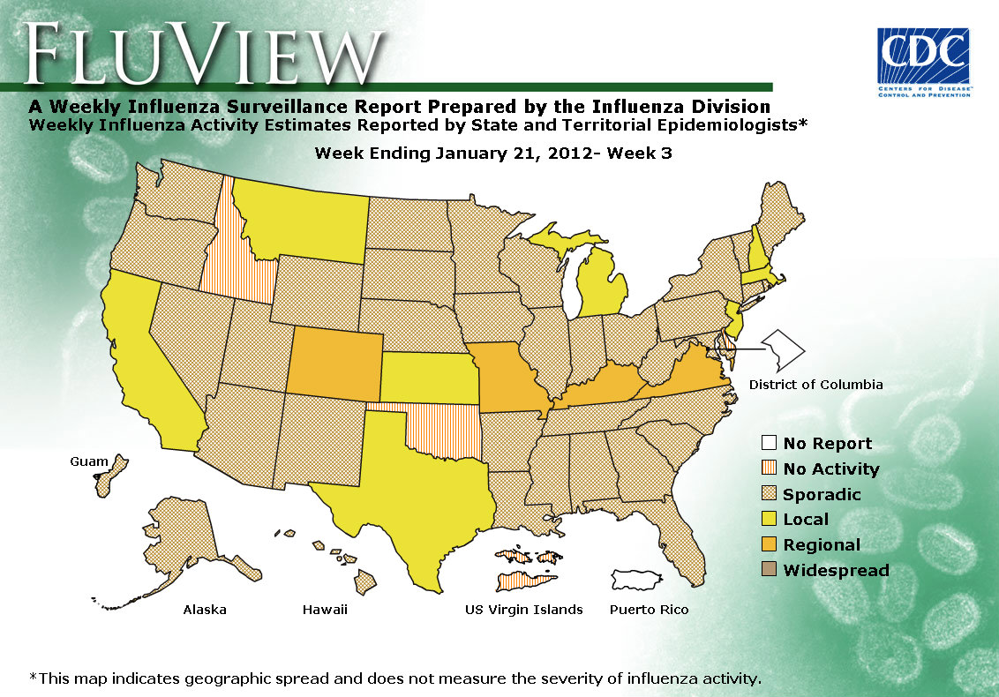 FLUVIEW
CDC
CENTERS FOR DISEASE™
CONTROL AND PREVENTION
A Weekly Influenza Surveillance Report Prepared by the Influenza Division
Weekly Influenza Activity Estimates Reported by State and Territorial Epidemiologists*
Week Ending January 21, 2012- Week 3
District of Columbia
No Report
No Activity
Sporadic
Local
Regional
Widespread
Guam
Alaska
Hawaii
US Virgin Islands
Puerto Rico
*This map indicates geographic spread and does not measure the severity of influenza activity.